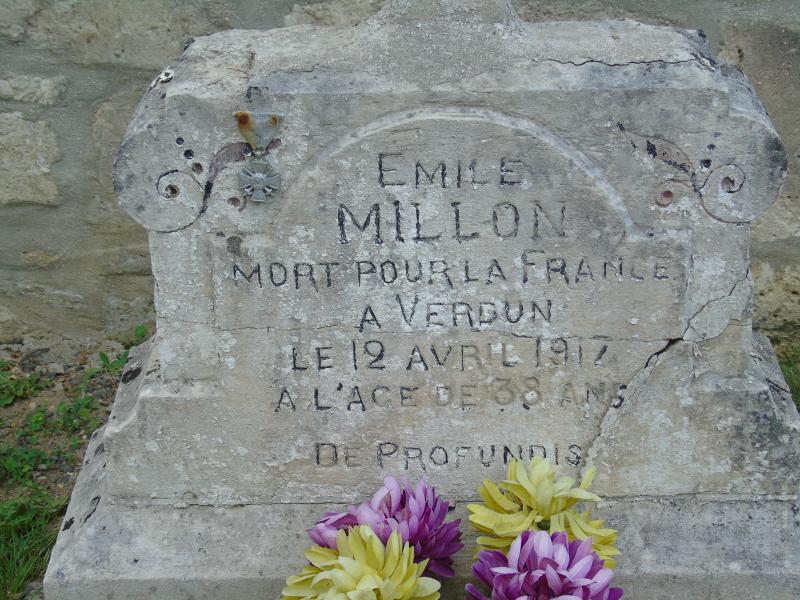 EMILE
MILLON
MORT POUR LA FRANCE
A VERDUN
LE 12 AVRIL 1917
A L'AGE DE 38 ANS
DE PROFUNDIS